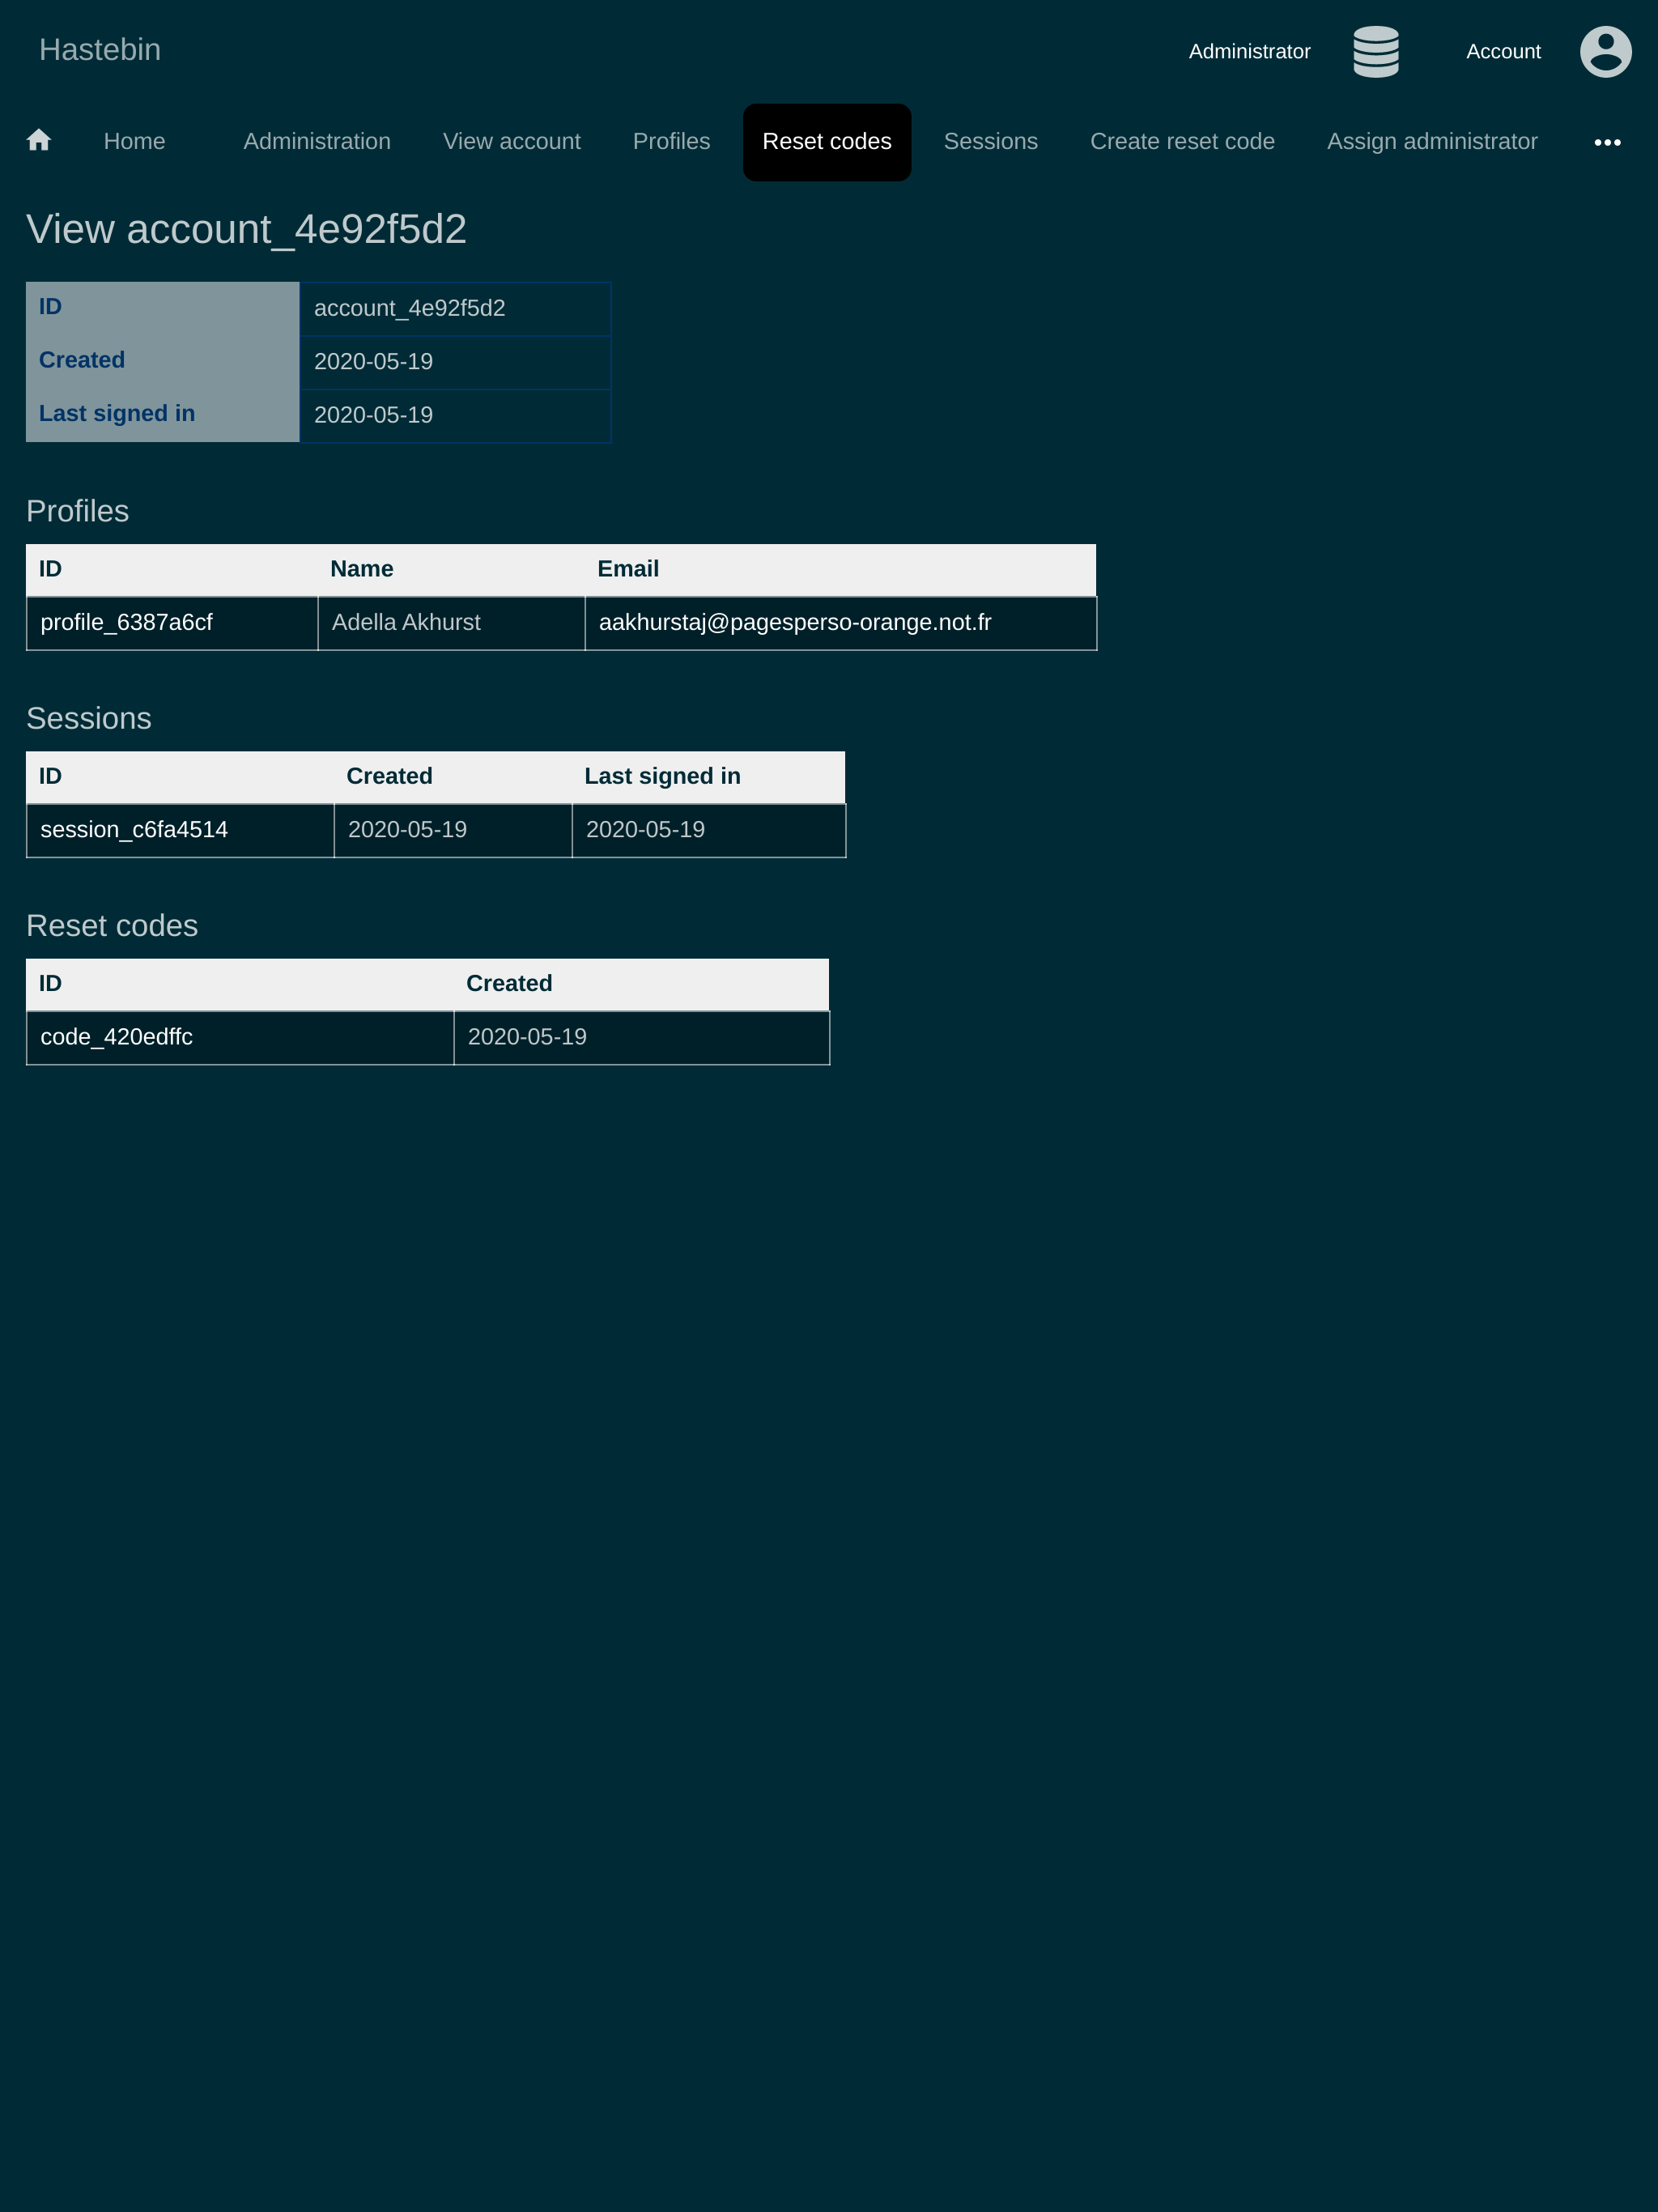 Hastebin
Administrator Account
Home Administration View account Profiles Reset codes Sessions Create reset code Assign administrator
View account_4e92f5d2
ID account_4e92f5d2
Created 2020-05-19
Last signed in 2020-05-19
Profiles
ID Name Email
profile_6387a6cf Adella Akhurst aakhurstaj@pagesperso-orange.not.fr
Sessions
ID Created Last signed in
session_c6fa4514 2020-05-19 2020-05-19
Reset codes
ID Created
code_420edffc 2020-05-19